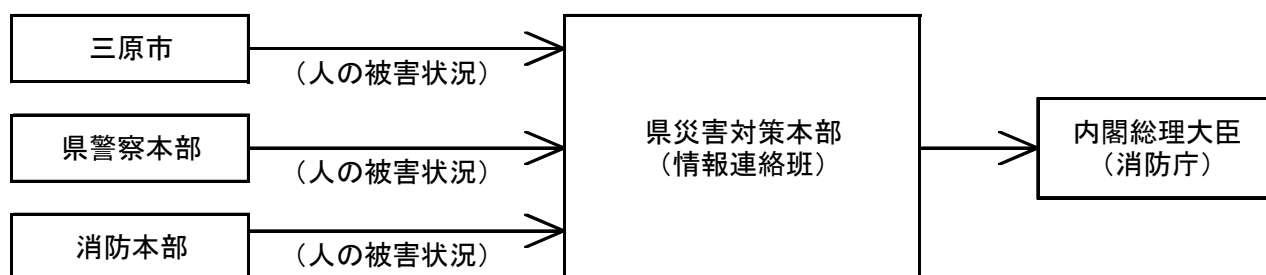 三原市
（人の被害状況）
県警察本部
（人の被害状況）
消防本部
（人の被害状況）
県災害対策本部
（情報連絡班）
内閣総理大臣
（消防庁）